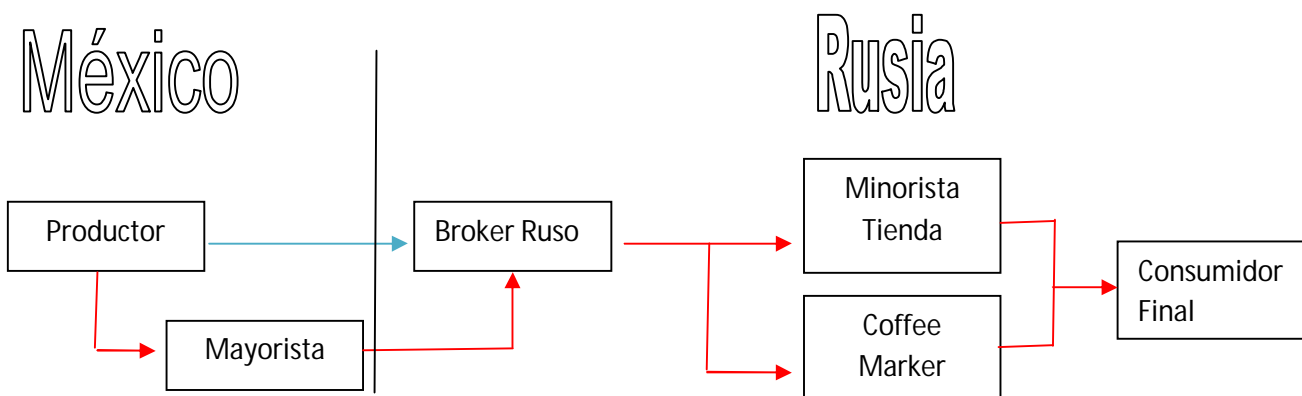 México
Rusia
Productor
Mayorista
Broker Ruso
Minorista
Tienda
Coffee
Marker
Consumidor
Final